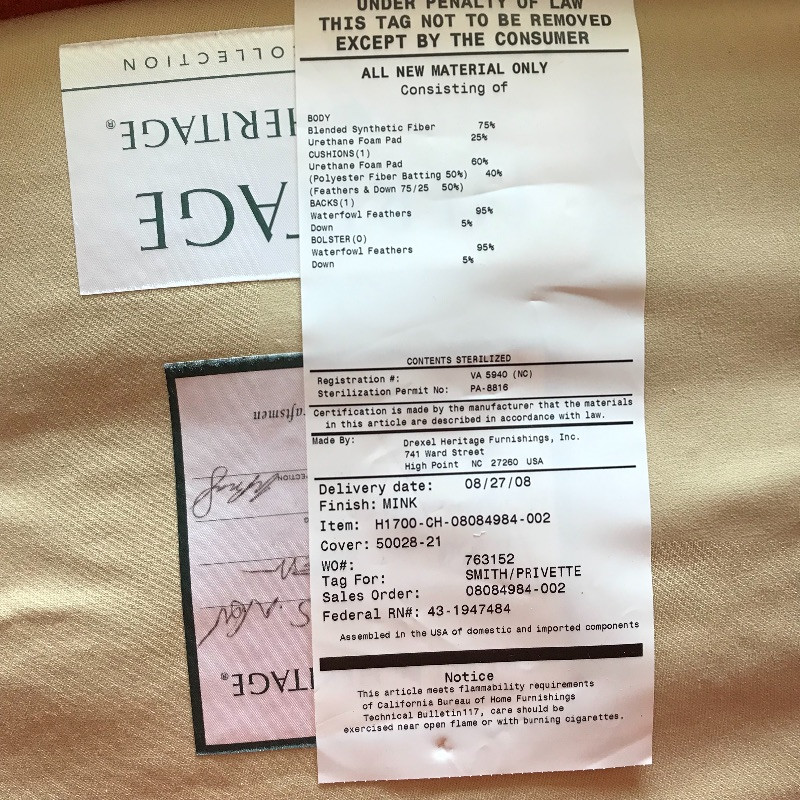 UNDER PENALTY OF LAW
THIS TAG NOT TO BE REMOVED
EXCEPT BY THE CONSUMER
ALL NEW MATERIAL ONLY
Consisting of
BODY
Blended Synthetic Fiber 75%
Urethane Foam Pad 25%
CUSHIONS(1)
Urethane Foam Pad 60%
(Polyester Fiber Batting 50%) 40%
(Feathers & Down 75/25 50%)
BACKS(1)
Waterfowl Feathers 95%
Down 5%
BOLSTER(0)
Waterfowl Feathers 95%
Down 5%
CONTENTS STERILIZED
Registration #: VA 5940 (NC)
Sterilization Permit No: PA-8816
Certification is made by the manufacturer that the materials
in this article are described in accordance with law.
Made By: Drexel Heritage Furnishings, Inc.
741 Ward Street
High Point NC 27260 USA
Delivery date: 08/27/08
Finish: MINK
Item: H1700-CH-08084984-002
Cover: 50028-21
WO#: 763152
Tag For: SMITH/PRIVETTE
Sales Order: 08084984-002
Federal RN#: 43-1947484
Assembled in the USA of domestic and imported components
Notice
This article meets flammability requirements
of California Bureau of Home Furnishings
Technical Bulletin117, care should be
exercised near open flame or with burning cigarettes.
TAGE
HERITAGE®
COLLECTION
RITAGE®
raftsmen